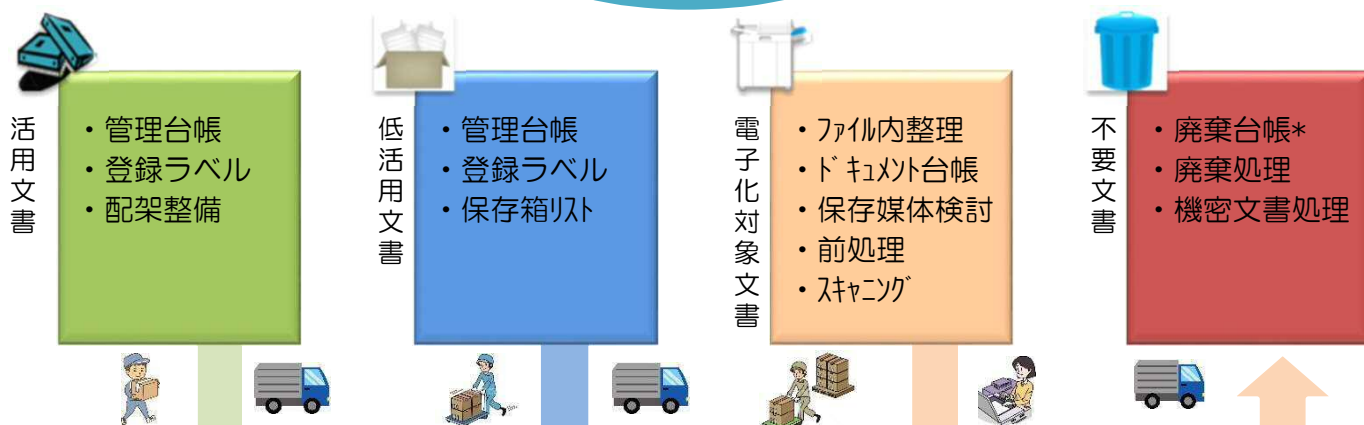 活用文書
・管理台帳
・登録ラベル
・配架整備
低活用文書
・管理台帳
・登録ラベル
・保存箱ﾘｽﾄ
電子化対象文書
・ﾌｧｲﾙ内整理
・ﾄﾞｷｭﾒﾝﾄ台帳
・保存媒体検討
・前処理
・ｽｷｬﾆﾝｸﾞ
不要文書
・廃棄台帳*
・廃棄処理
・機密文書処理